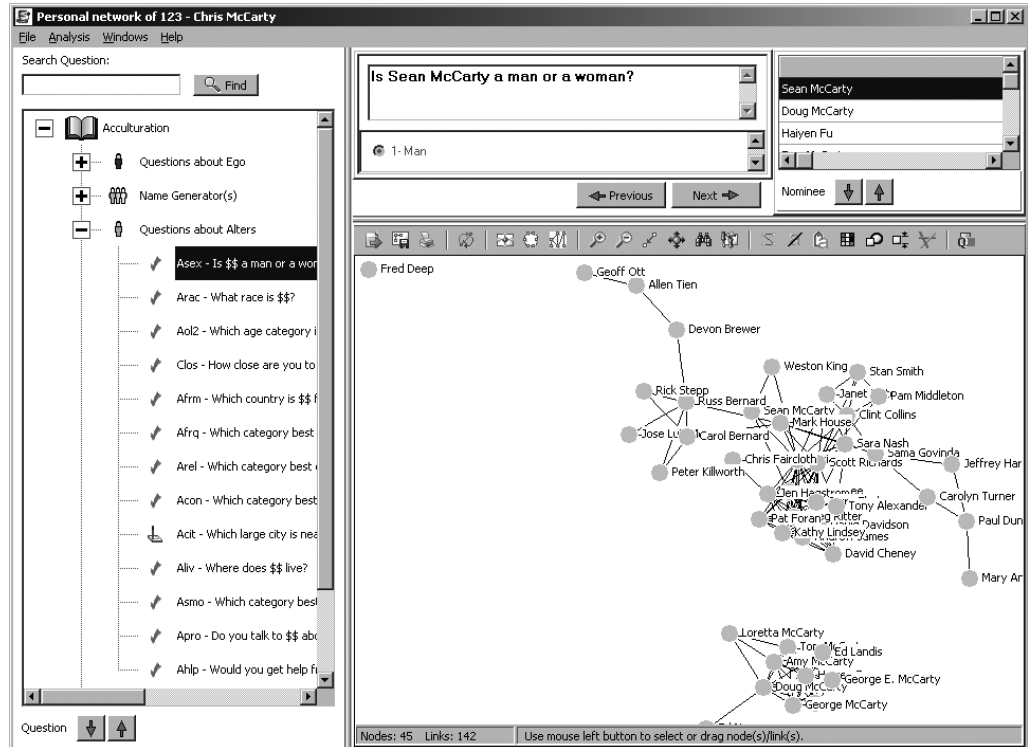 Personal network of 123 - Chris McCarty
File Analysis Windows Help
Search Question:
Find
Acculturation
Questions about Ego
Name Generator(s)
Questions about Alters
Asex - Is $$ a man or a wor
Arac - What race is $$?
Aol2 - Which age category i
Clos - How close are you to
Afrm - Which country is $$ f
Afrq - Which category best
Arel - Which category best
Acon - Which category best
Acit - Which large city is nea
Aliv - Where does $$ live?
Asmo - Which category best
Apro - Do you talk to $$ abo
Ahlp - Would you get help f
Question
Is Sean McCarty a man or a woman?
1- Man
Previous
Next
Sean McCarty
Doug McCarty
Haiyen Fu
Nominee
Fred Deep
Geoff Ott
Allen Tien
Devon Brewer
Weston King
Stan Smith
Rick Stepp
Russ Bernard
Janet
Pam Middleton
Sean McCarty
Clint Collins
Mark House
Jose Lu
Carol Bernard
Sara Nash
Sama Govinda
Chris Faircloth
Scott Richards
Jeffrey Har
Peter Killworth
Jen Hagstrom
Carolyn Turner
Tony Alexander
Pat Foran
Ritter
Davidson
Paul Dun
Kathy Lindsey
James
David Cheney
Mary An
Loretta McCarty
Ed Landis
Amy McCarty
George E. McCarty
Doug McCarty
George McCarty
Nodes: 45 Links: 142
Use mouse left button to select or drag node(s)/link(s).